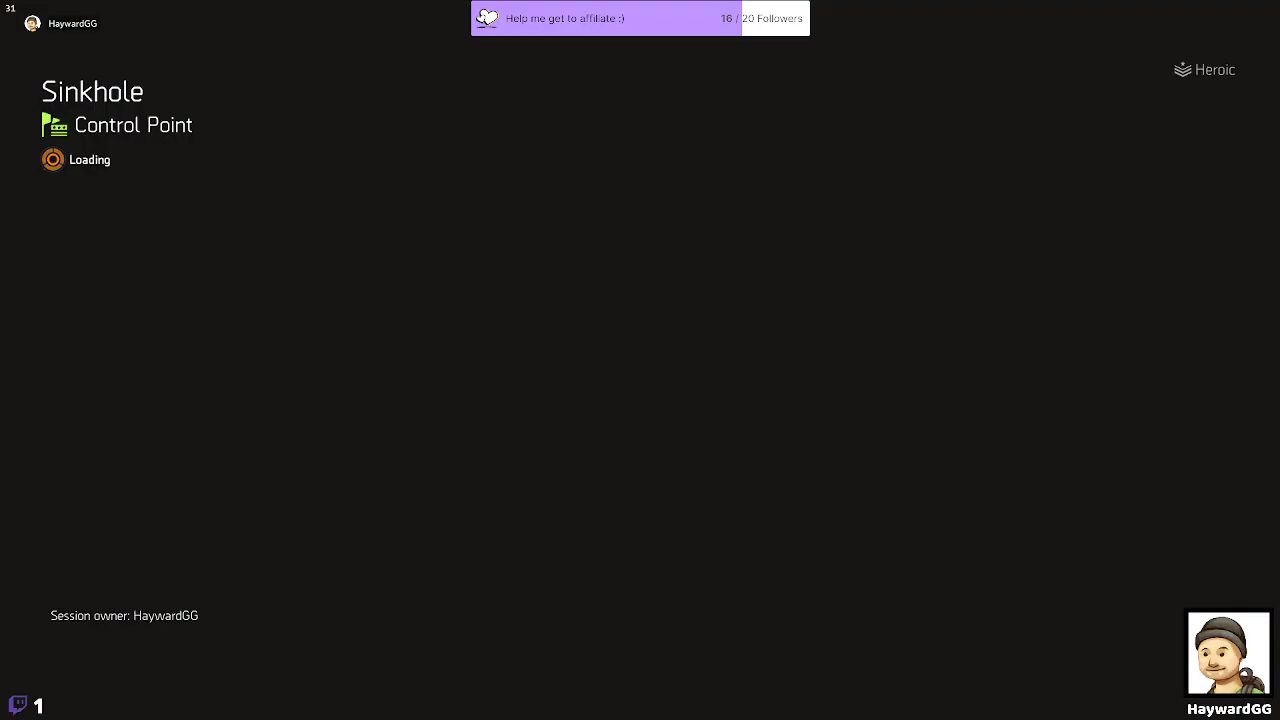 31
HaywardGG
Help me get to affiliate :)
16 / 20 Followers
Heroic
Sinkhole
Control Point
Loading
Session owner: HaywardGG
1
HaywardGG